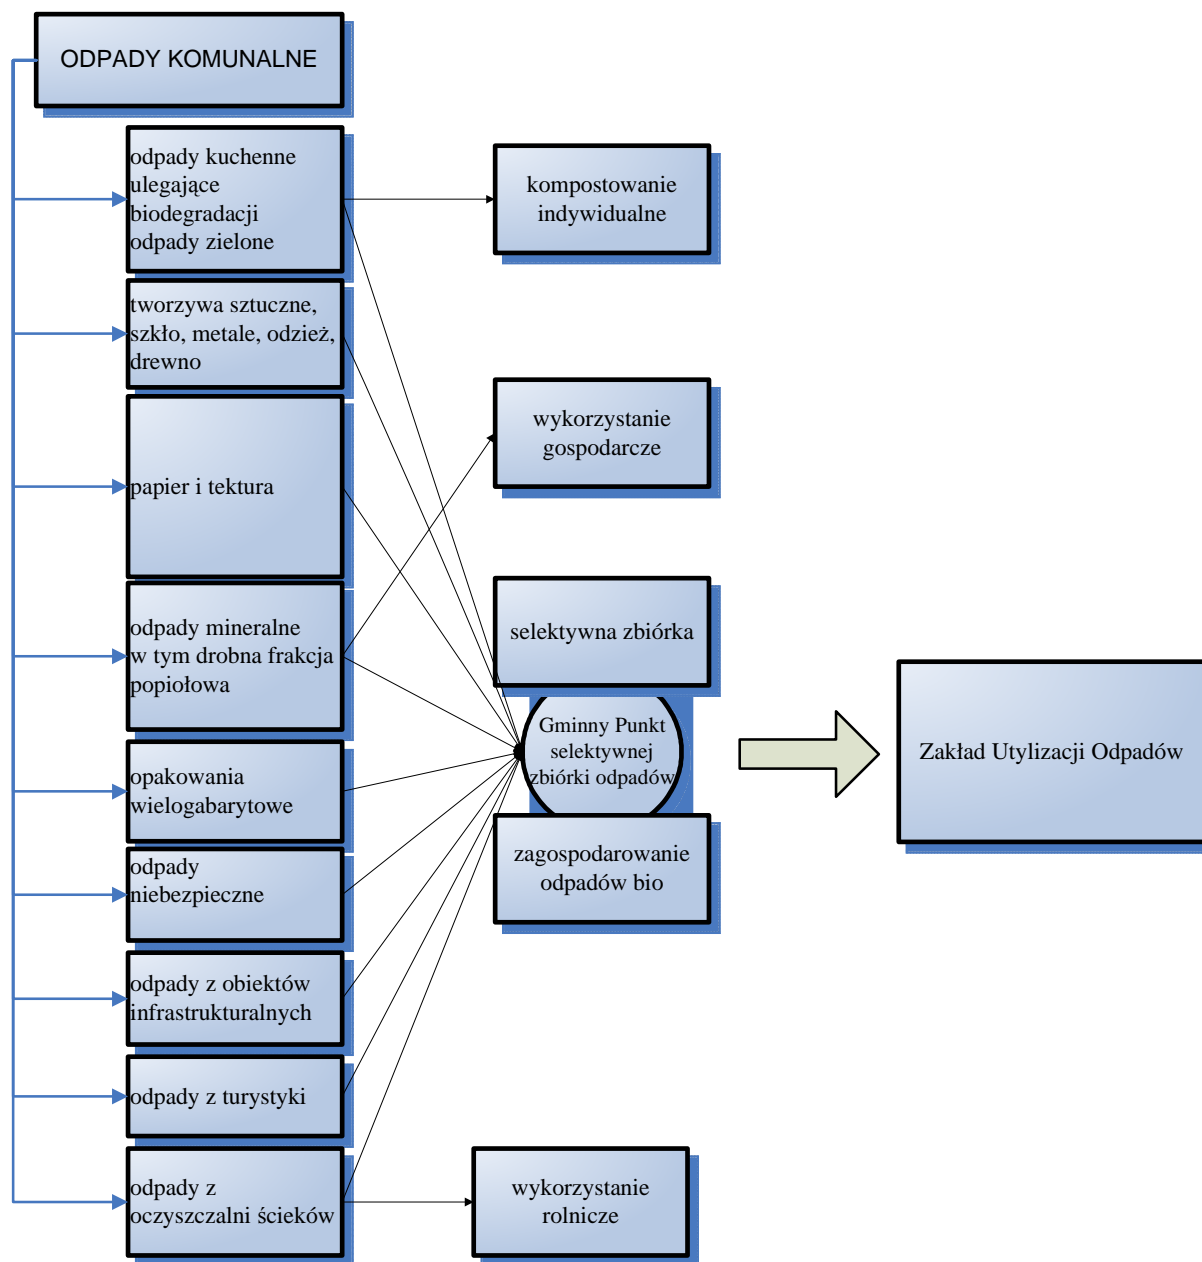 ODPADY KOMUNALNE
odpady kuchenne
ulegające
biodegradacji
odpady zielone
kompostowanie
indywidualne
tworzywa sztuczne,
szkło, metale, odzież,
drewno
wykorzystanie
gospodarcze
papier i tektura
odpady mineralne
w tym drobna frakcja
popiołowa
selektywna zbiórka
Gminny Punkt
selektywnej
zbiórki odpadów
Zakład Utylizacji Odpadów
opakowania
wielogabarytowe
zagospodarowanie
odpadów bio
odpady
niebezpieczne
odpady z obiektów
infrastrukturalnych
odpady z turystyki
odpady z
oczyszczalni ścieków
wykorzystanie
rolnicze